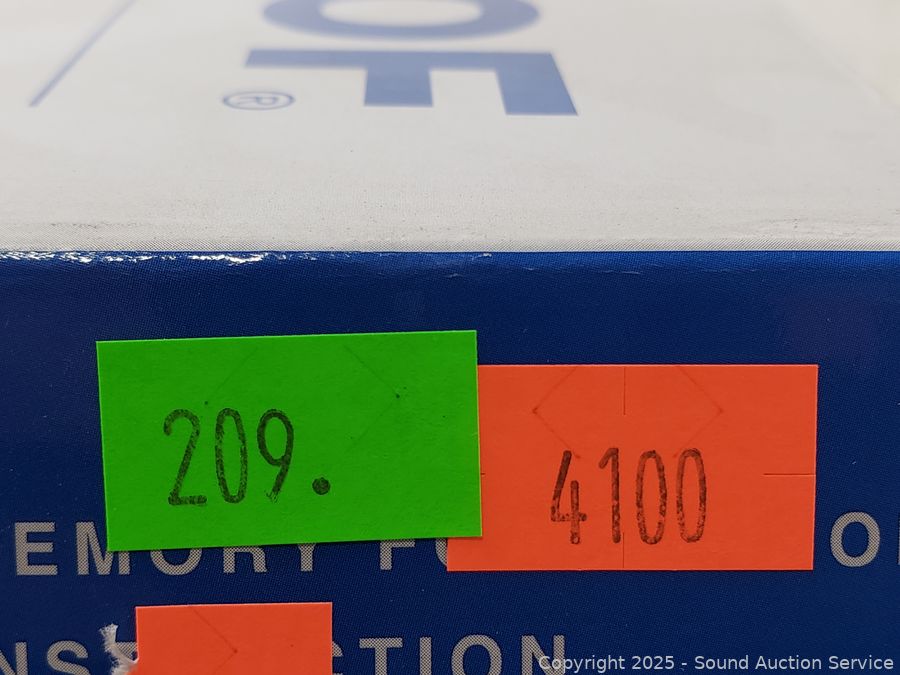 OF
®
209.
4100
EMORY F
O
NS CTION
Copyright 2025 - Sound Auction Service